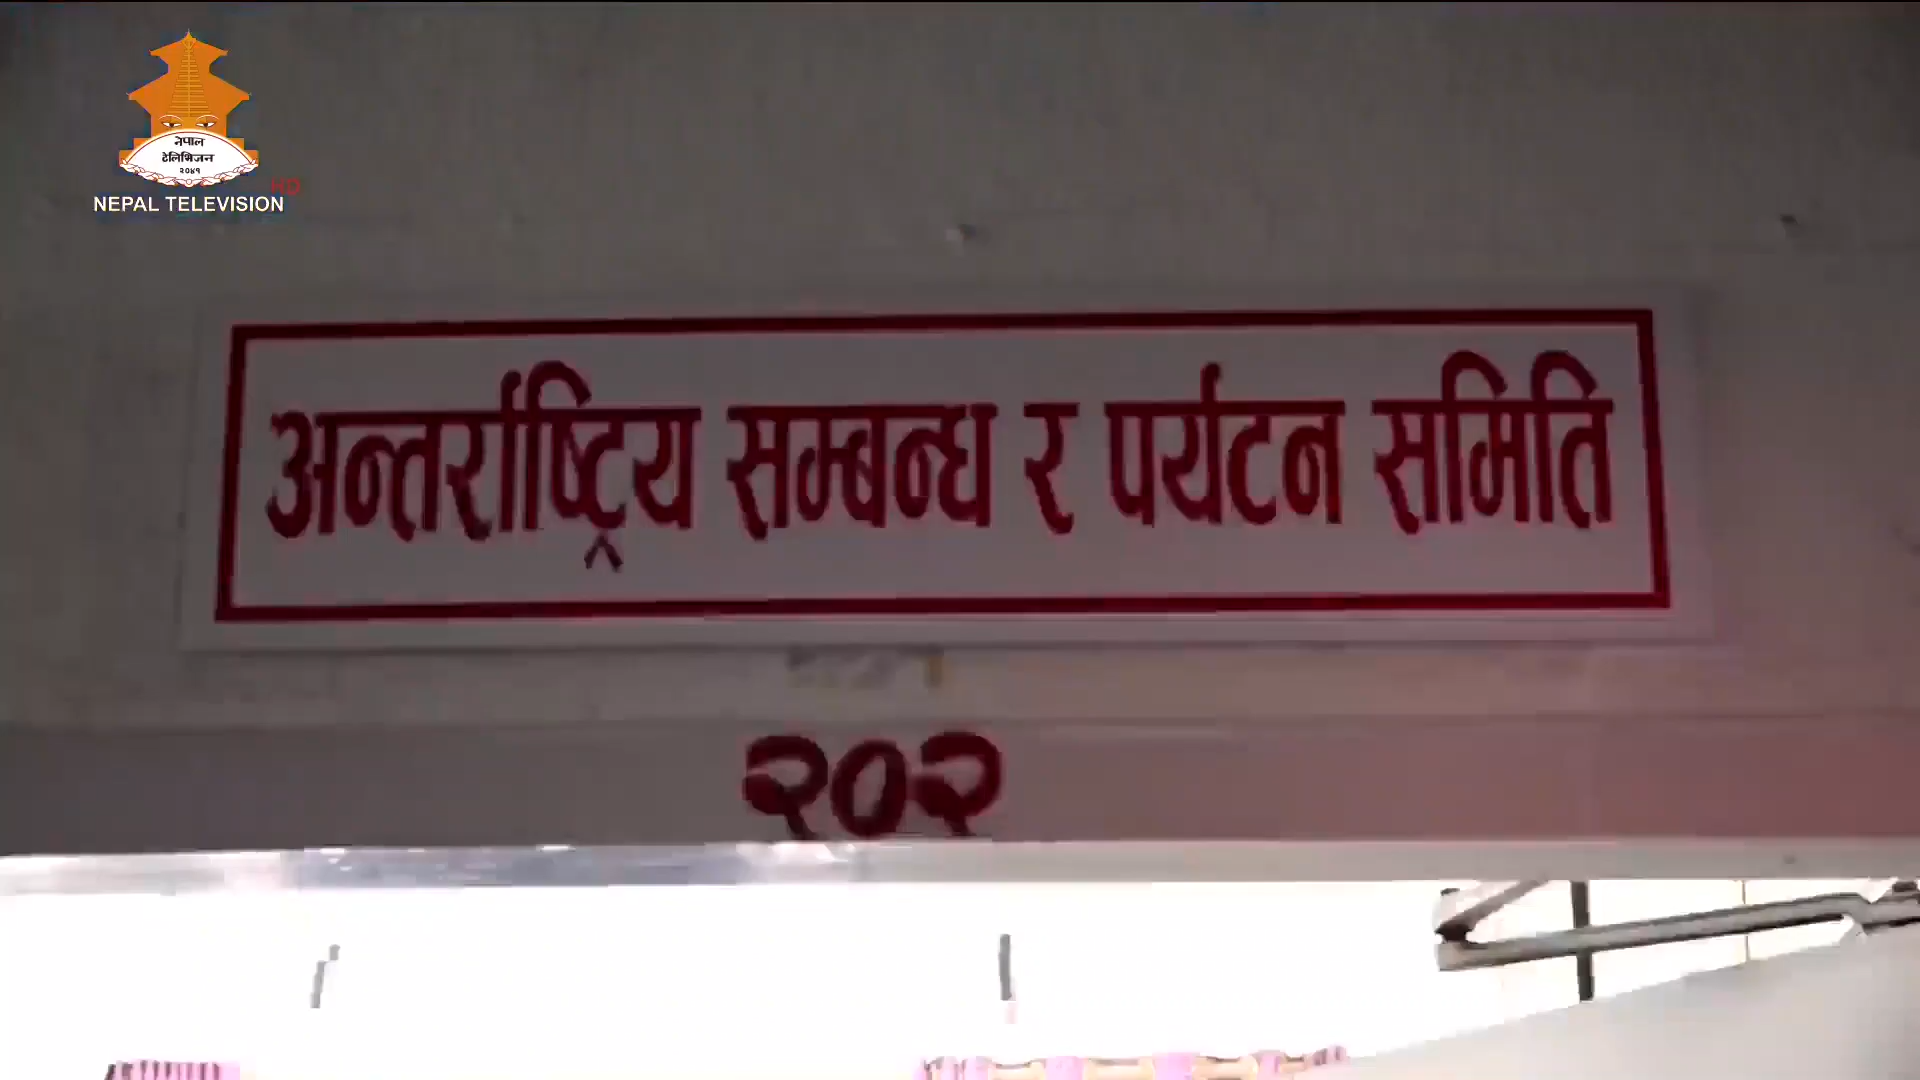 नेपाल
टेलिभिजन
२०४१
HD
NEPAL TELEVISION
अन्तर्राष्ट्रिय सम्बन्ध र पर्यटन समिति
२०२